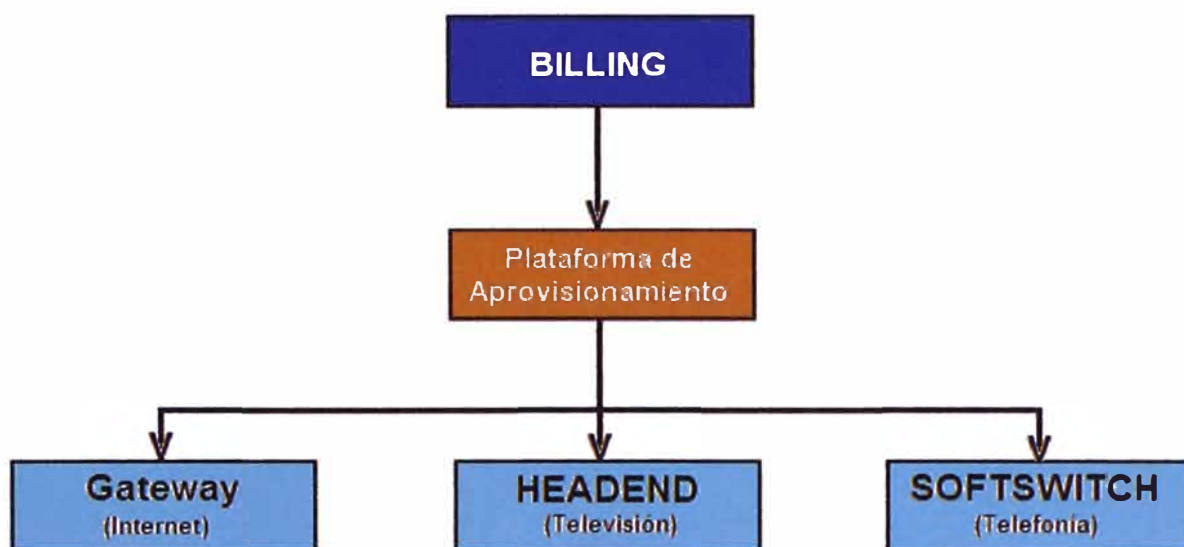 BILLING
Plataforma de
Aprovisionamiento
Gateway
(Internet)
HEADEND
(Televisión)
SOFTSWITCH
(Telefonía)